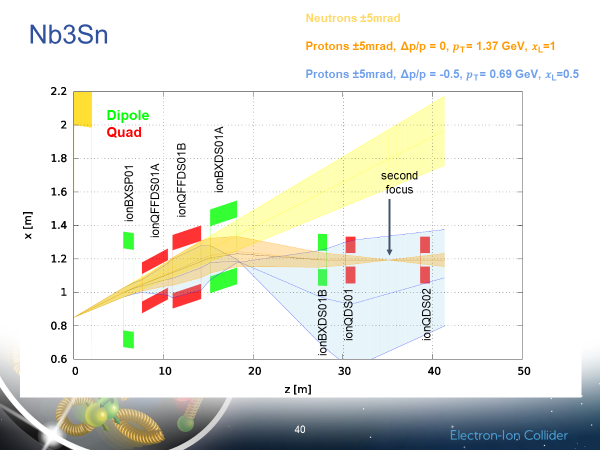 Nb3Sn
Neutrons ±5mrad
Protons ±5mrad, Δp/p = 0, pT= 1.37 GeV, xL=1
Protons ±5mrad, Δp/p = -0.5, pT= 0.69 GeV, xL=0.5
Dipole
Quad
ionBXSP01
ionQFFDS01A
ionQFFDS01B
ionBXDS01A
second
focus
ionBXDS01B
ionQDS01
ionQDS02
x [m]
2.2
2
1.8
1.6
1.4
1.2
1
0.8
0.6
0
10
20
30
40
50
z [m]
40
Electron-Ion Collider